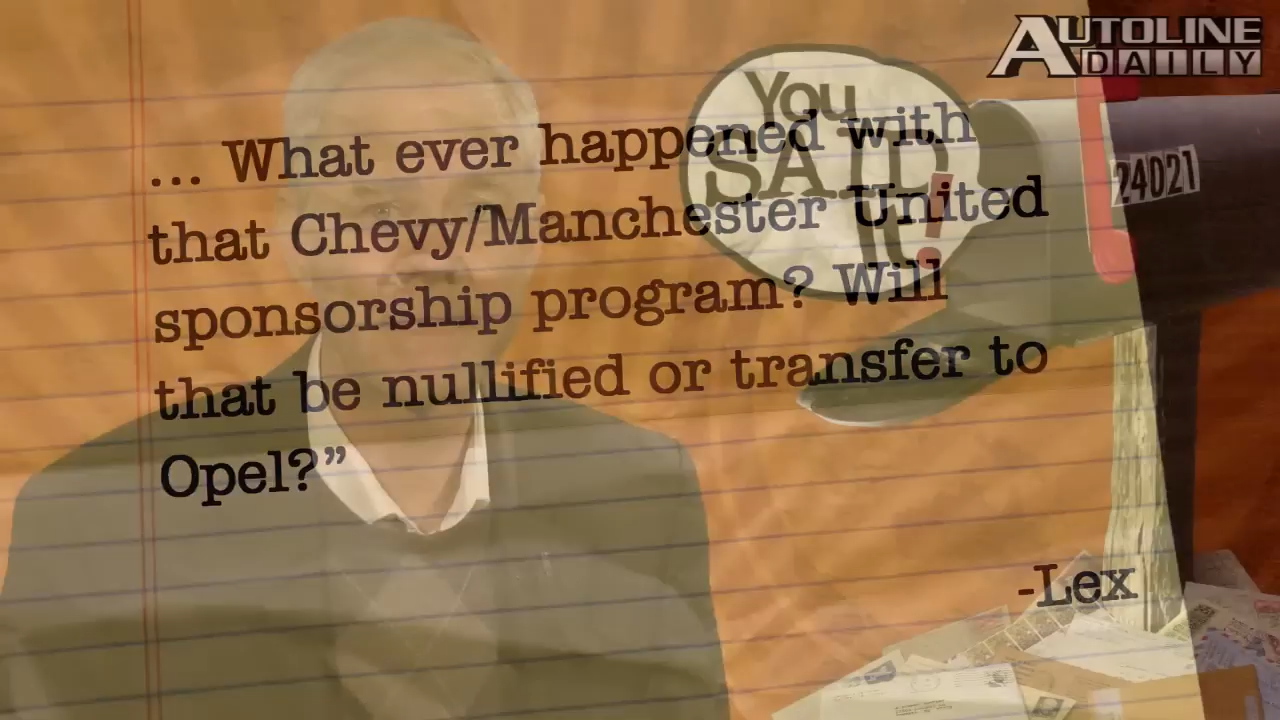 AUTOLINE
DAILY
You
SAID
It!
24021
... What ever happened with
that Chevy/Manchester United
sponsorship program? Will
that be nullified or transfer to
Opel?”
-Lex